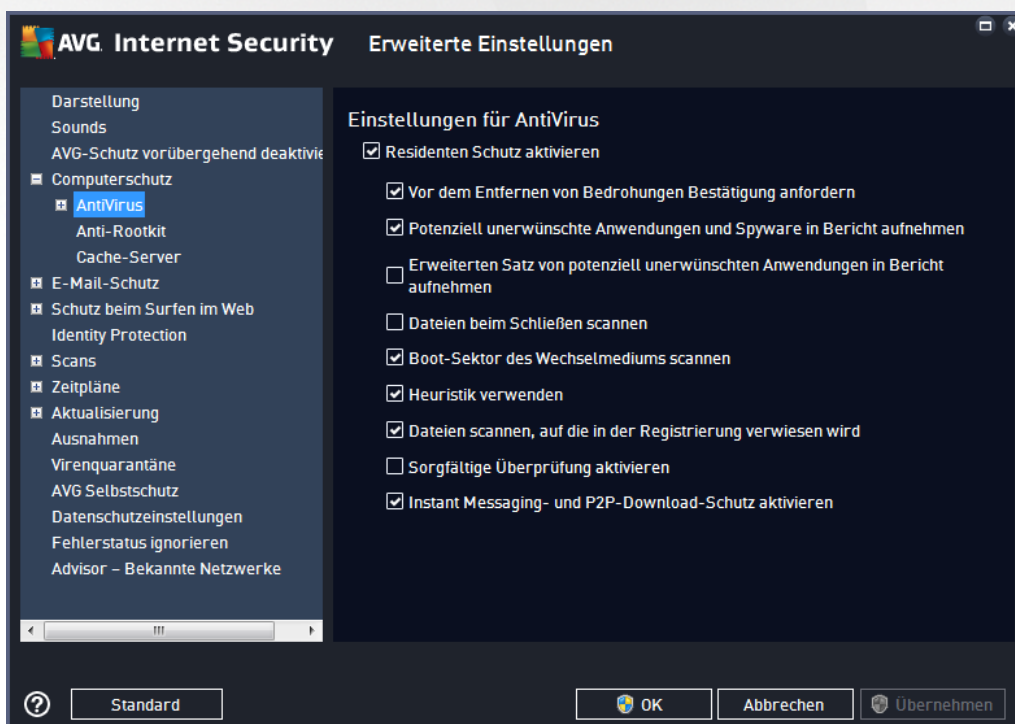 AVG. Internet Security Erweiterte Einstellungen
Darstellung
Sounds
AVG-Schutz vorübergehend deaktivie
Computerschutz
AntiVirus
Anti-Rootkit
Cache-Server
E-Mail-Schutz
Schutz beim Surfen im Web
Identity Protection
Scans
Zeitpläne
Aktualisierung
Ausnahmen
Virenquarantäne
AVG Selbstschutz
Datenschutzeinstellungen
Fehlerstatus ignorieren
Advisor – Bekannte Netzwerke
Einstellungen für AntiVirus
Residenten Schutz aktivieren
Vor dem Entfernen von Bedrohungen Bestätigung anfordern
Potenziell unerwünschte Anwendungen und Spyware in Bericht aufnehmen
Erweiterten Satz von potenziell unerwünschten Anwendungen in Bericht
aufnehmen
Dateien beim Schließen scannen
Boot-Sektor des Wechselmediums scannen
Heuristik verwenden
Dateien scannen, auf die in der Registrierung verwiesen wird
Sorgfältige Überprüfung aktivieren
Instant Messaging- und P2P-Download-Schutz aktivieren
Standard
OK
Abbrechen
Übernehmen